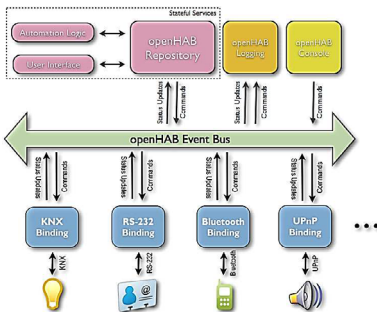 Stateful Services
Automation Logic
User Interface
openHAB
Repository
openHAB
Logging
openHAB
Console
Status Updates
Commands
Status Updates
Commands
Commands
openHAB Event Bus
Status Updates
Commands
Status Updates
Commands
Status Updates
Commands
Status Updates
Commands
KNX
Binding
RS-232
Binding
Bluetooth
Binding
UPnP
Binding
KNX
RS-232
Bluetooth
UPnP